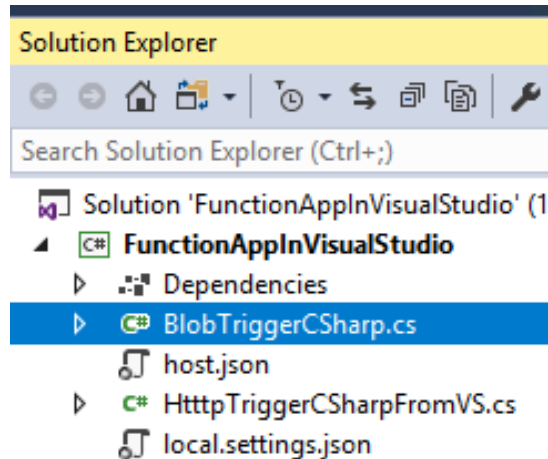 Solution Explorer
Search Solution Explorer (Ctrl+;)
Solution 'FunctionAppInVisualStudio' (1
C# FunctionAppInVisualStudio
Dependencies
C# BlobTriggerCSharp.cs
host.json
C# HtttpTriggerCSharpFromVS.cs
local.settings.json